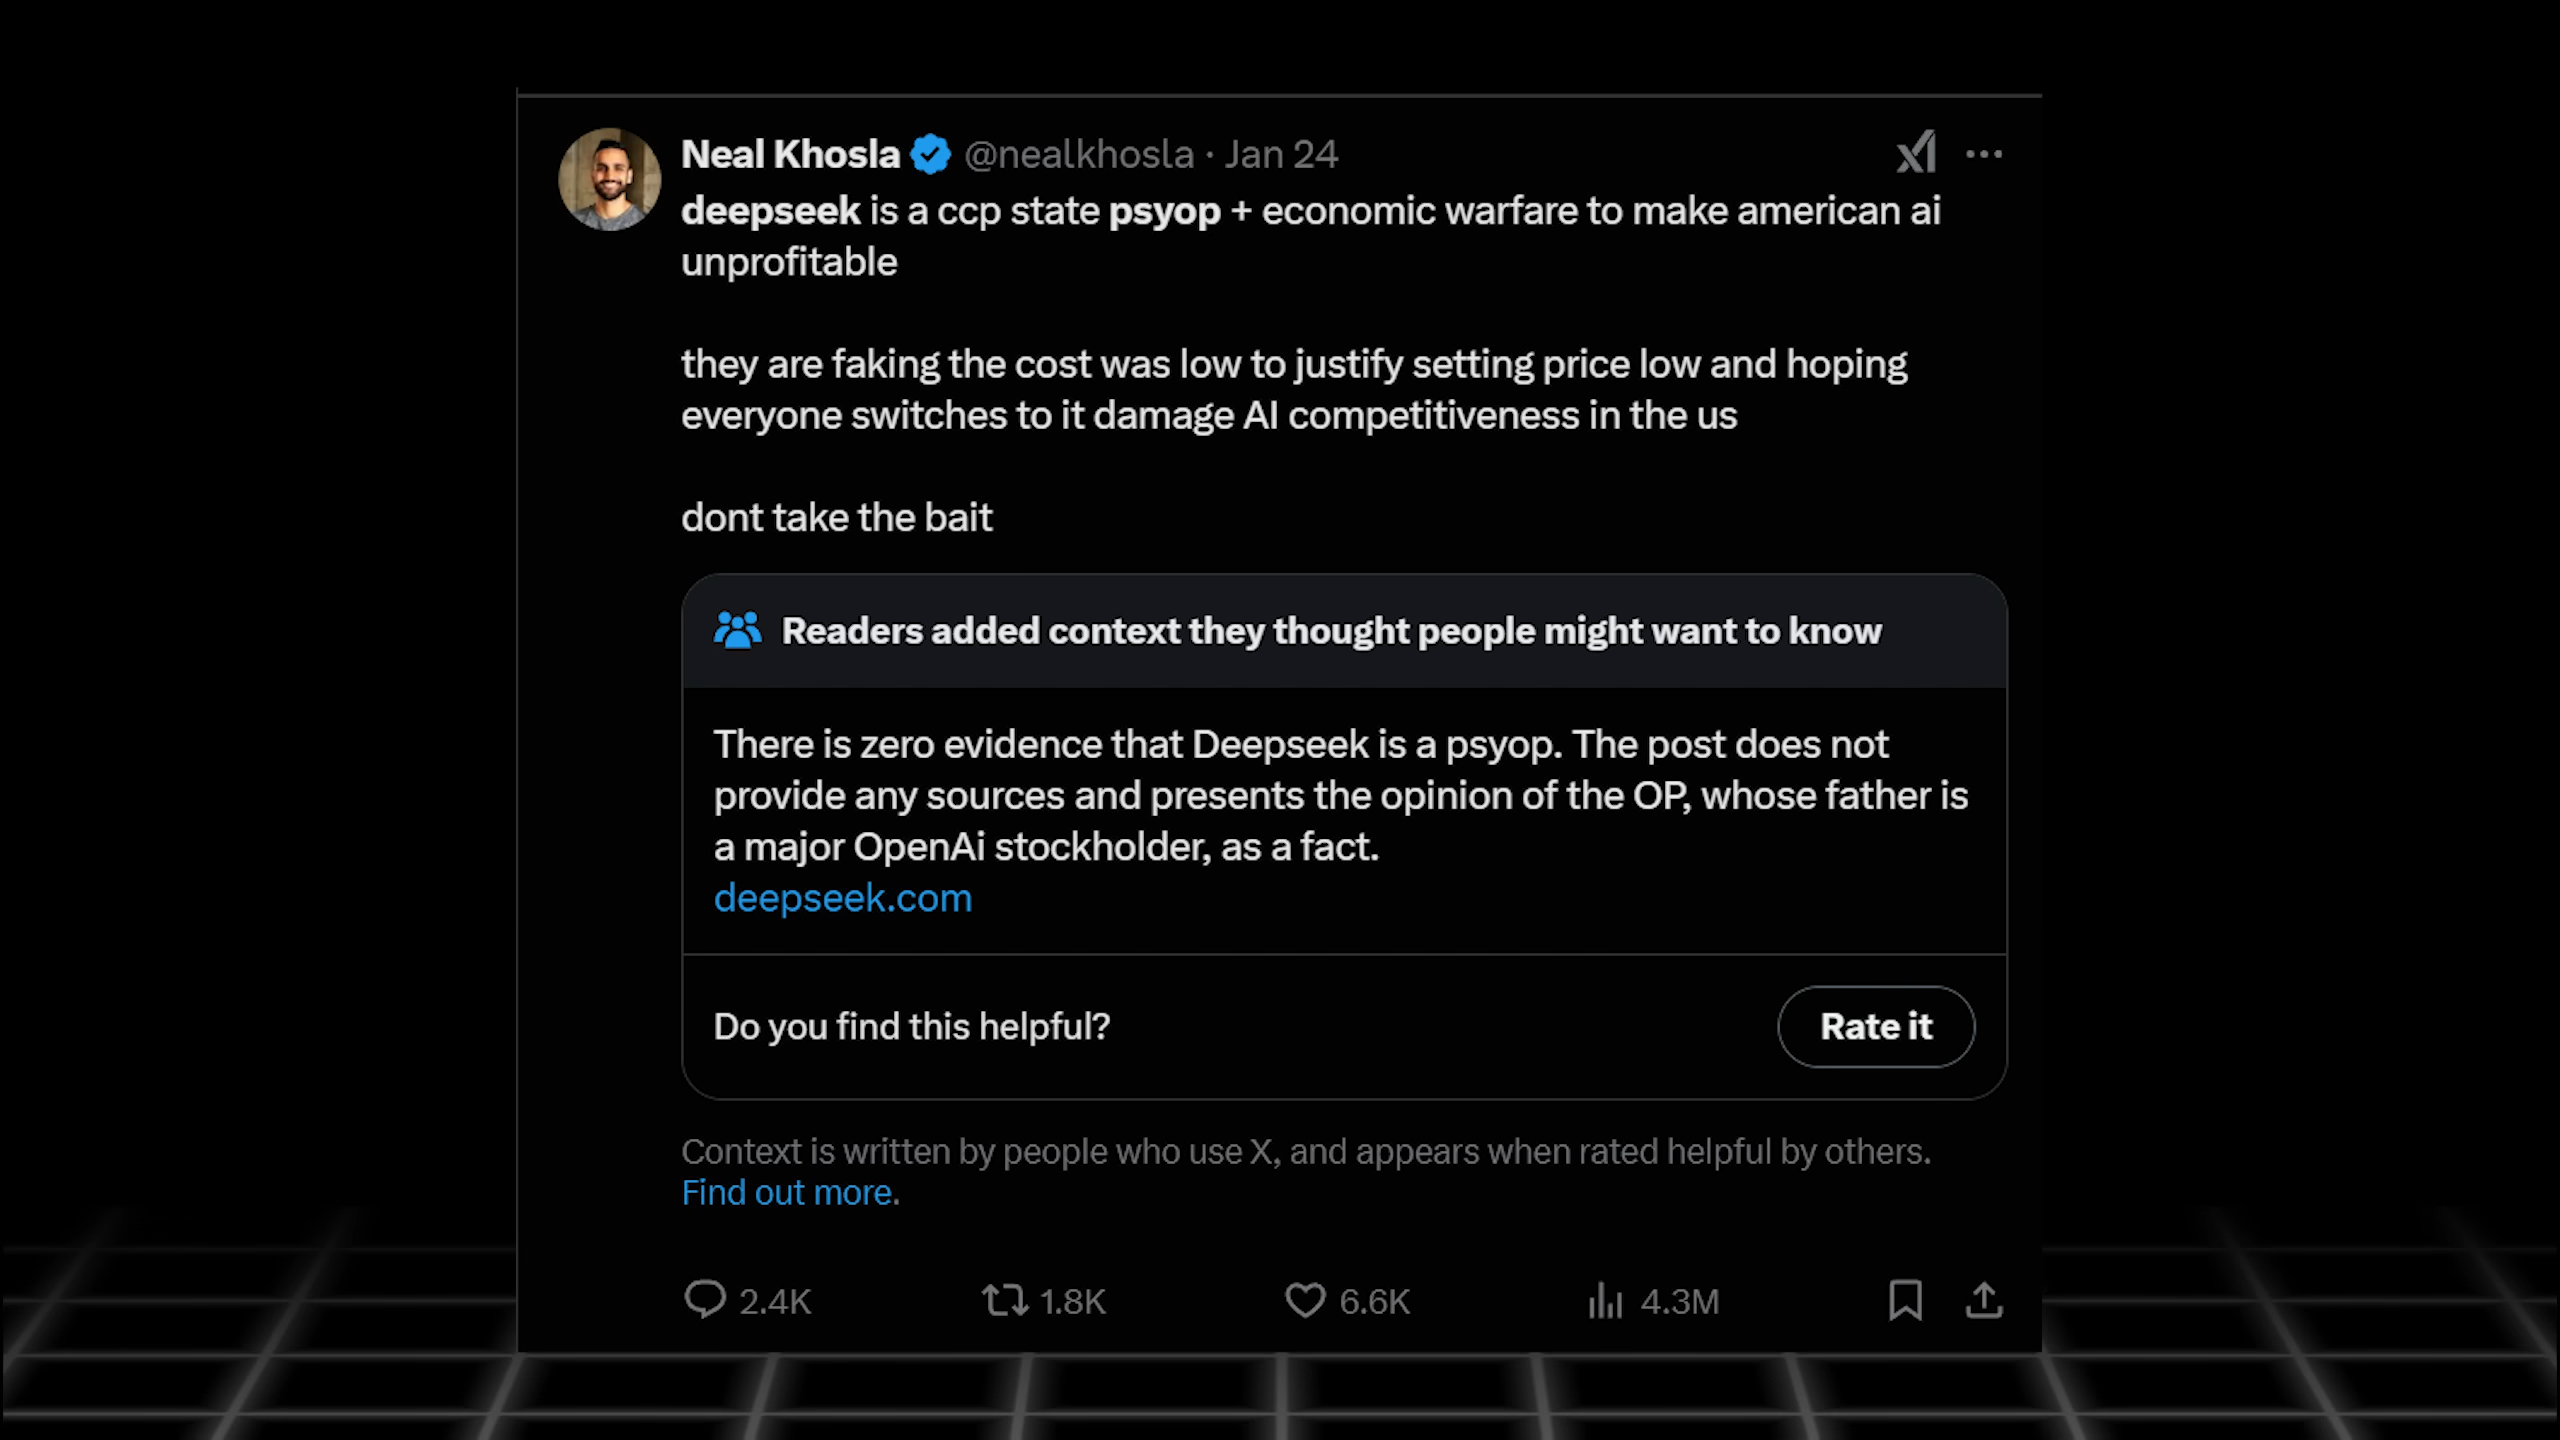 Neal Khosla @nealkhosla · Jan 24
deepseek is a ccp state psyop + economic warfare to make american ai
unprofitable
they are faking the cost was low to justify setting price low and hoping
everyone switches to it damage AI competitiveness in the us
dont take the bait
Readers added context they thought people might want to know
There is zero evidence that Deepseek is a psyop. The post does not
provide any sources and presents the opinion of the OP, whose father is
a major OpenAi stockholder, as a fact.
deepseek.com
Do you find this helpful?
Rate it
Context is written by people who use X, and appears when rated helpful by others.
Find out more.
2.4K 1.8K 6.6K 4.3M